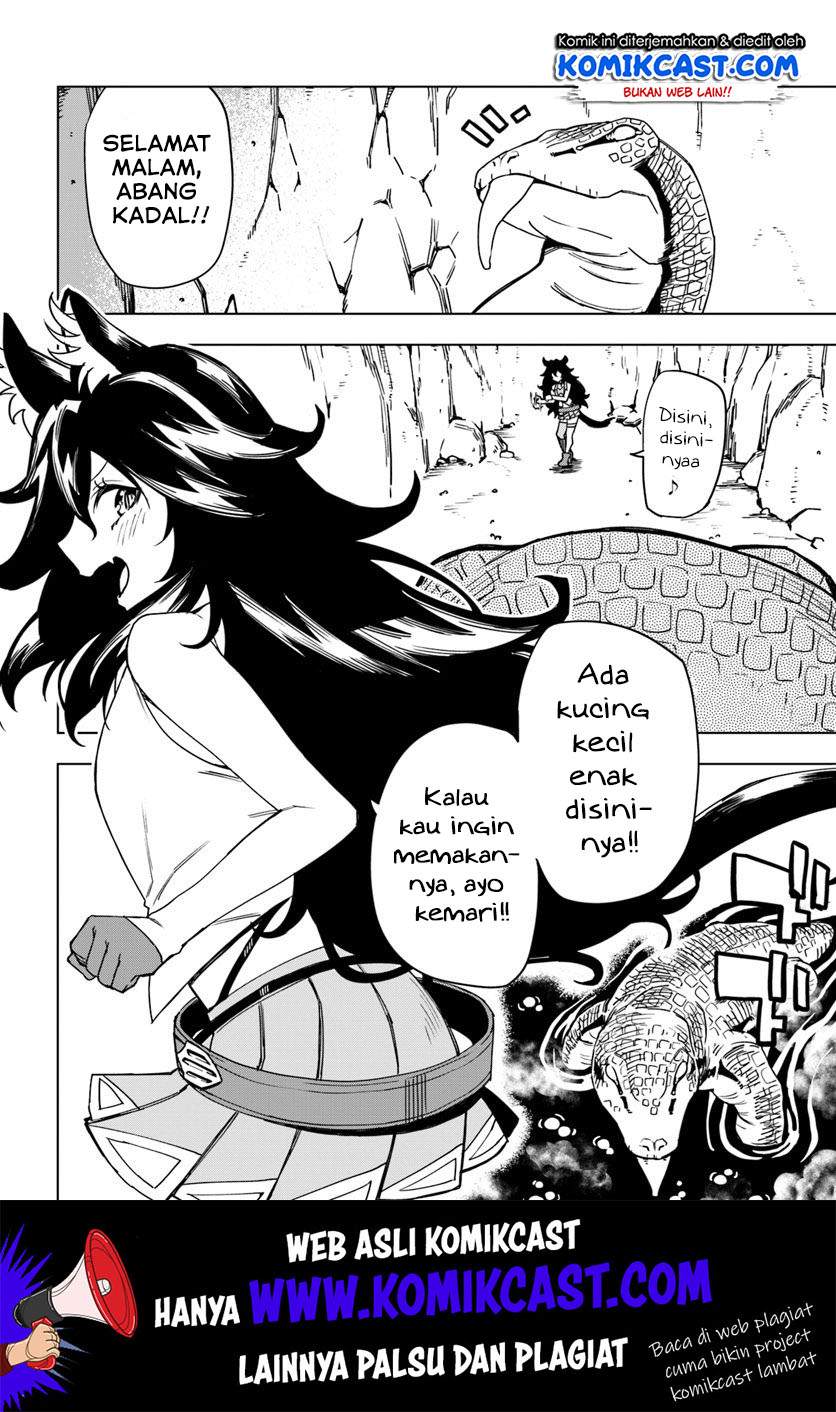 Komik ini diterjemahkan & diedit oleh
KOMIKCAST.COM
BUKAN WEB LAIN!!
SELAMAT
MALAM,
ABANG
KADAL!!
Disini,
disini-
nyaa
♪
Ada
kucing
kecil
enak
disini-
nya!!
Kalau
kau ingin
memakan-
nya, ayo
kemari!!
ゴゴ
WEB ASLI KOMIKCAST
HANYA WWW.KOMIKCAST.COM
LAINNYA PALSU DAN PLAGIAT
Baca di web plagiat
cuma bikin project
komikcast lambat